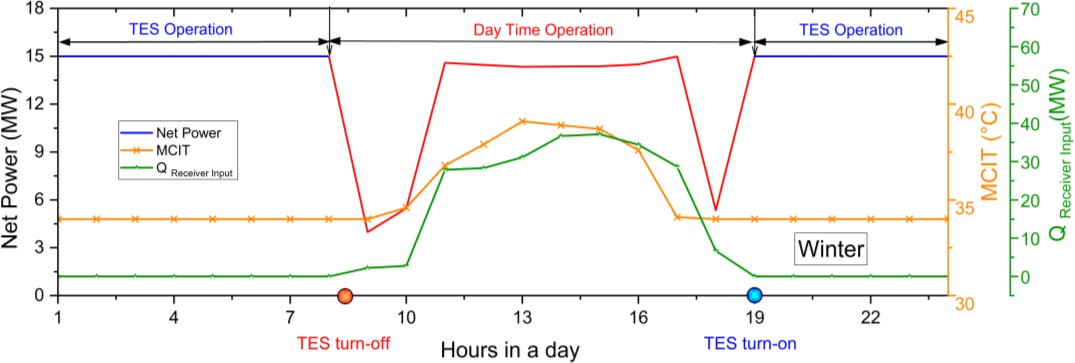 18
15
12
9
6
3
0
Net Power (MW)
TES Operation
Day Time Operation
TES Operation
Net Power
MCIT
Q Receiver Input
Winter
45
40
35
30
MCIT (°C)
70
60
50
40
30
20
10
0
Q Receiver Input(MW)
1 4 7 10 13 16 19 22
TES turn-off
TES turn-on
Hours in a day